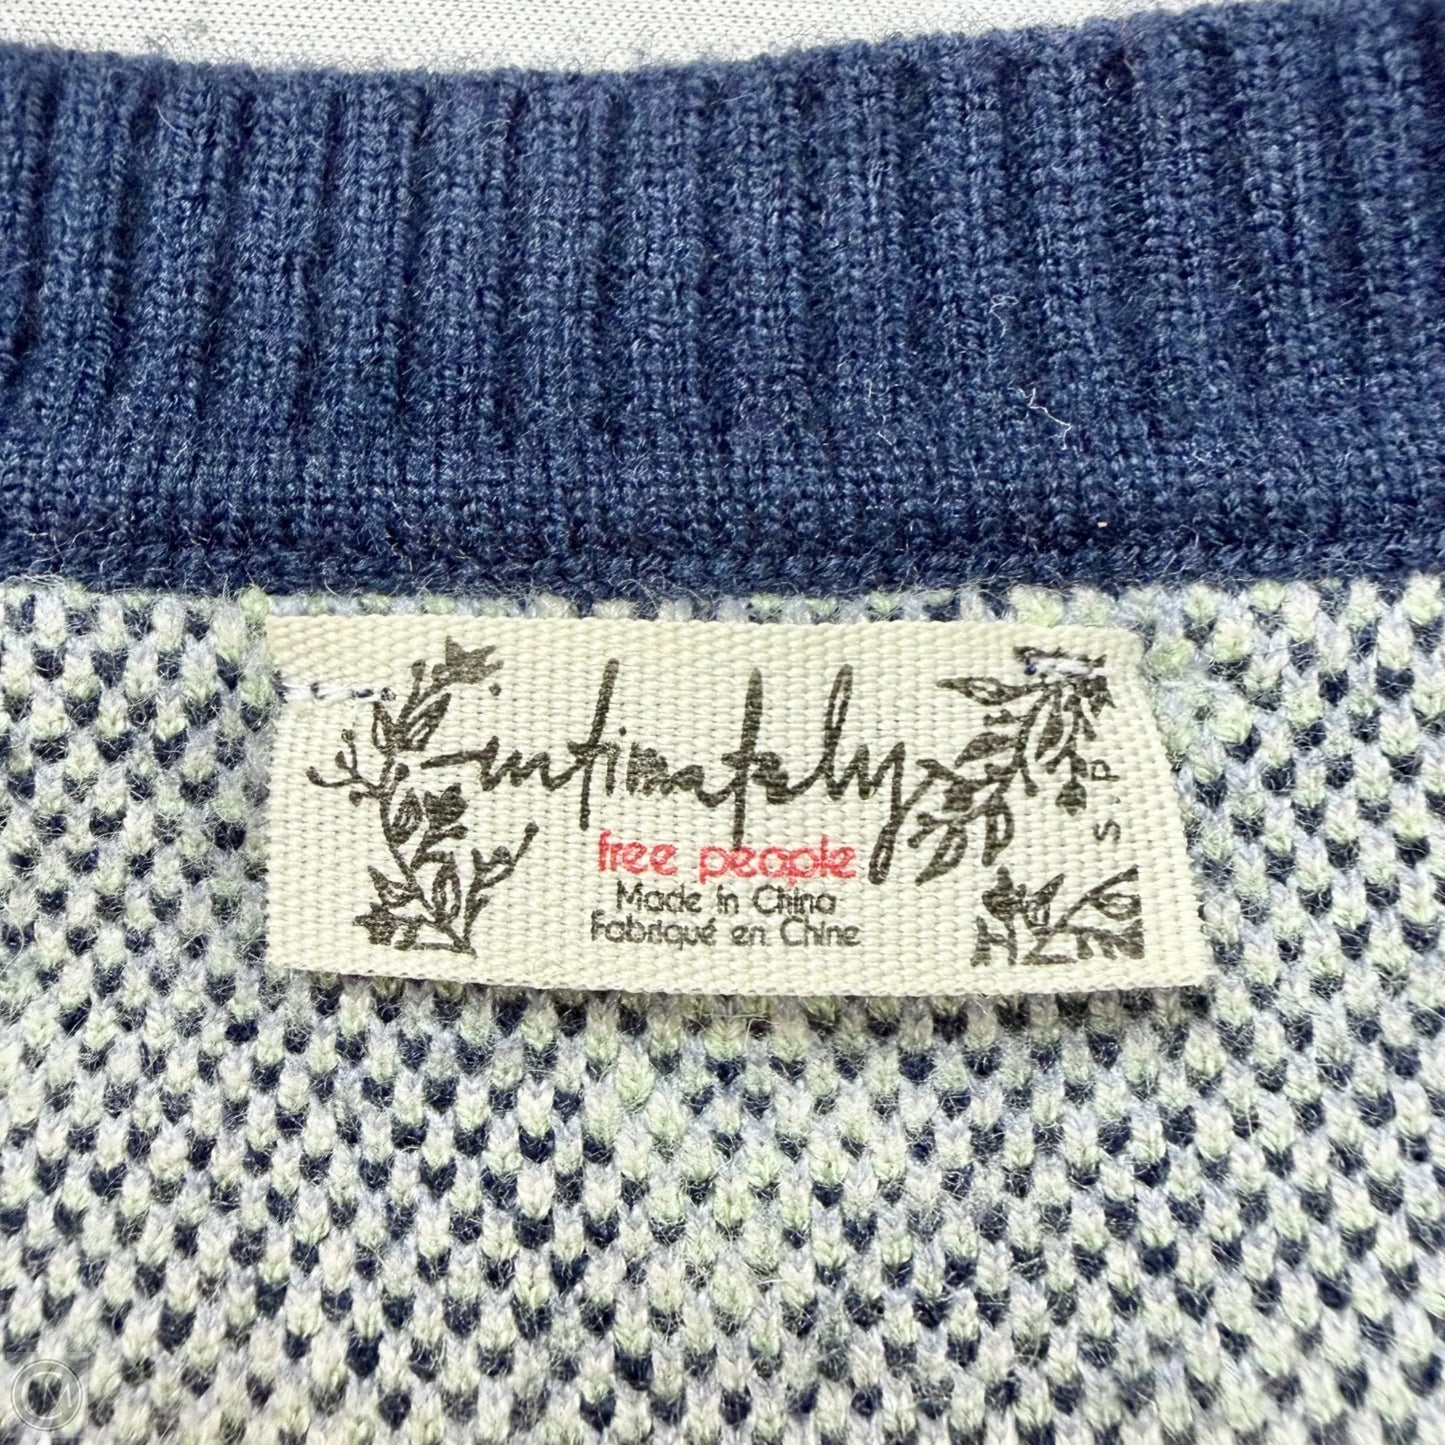 intimately
free people
Made in China
Fabriqué en Chine
S.P